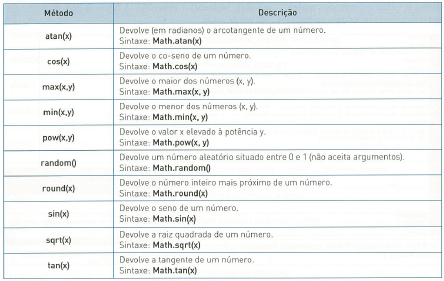 Método Descrição
atan(x) Devolve (em radianos) o arcotangente de um número.
Sintaxe: Math.atan(x)
cos(x) Devolve o co-seno de um número.
Sintaxe: Math.cos(x)
max(x,y) Devolve o maior dos números (x, y).
Sintaxe: Math.max(x, y)
min(x,y) Devolve o menor dos números (x, y).
Sintaxe: Math.min(x, y)
pow(x,y) Devolve o valor x elevado à potência y.
Sintaxe: Math.pow(x, y)
random() Devolve um número aleatório situado entre 0 e 1 (não aceita argumentos).
Sintaxe: Math.random()
round(x) Devolve o número inteiro mais próximo de um número.
Sintaxe: Math.round(x)
sin(x) Devolve o seno de um número.
Sintaxe: Math.sin(x)
sqrt(x) Devolve a raiz quadrada de um número.
Sintaxe: Math.sqrt(x)
tan(x) Devolve a tangente de um número.
Sintaxe: Math.tan(x)